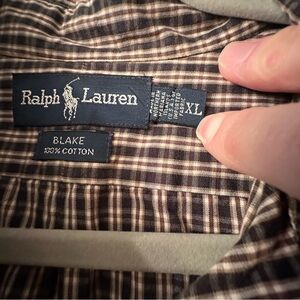 Ralph Lauren
XL
BLAKE
100% COTTON